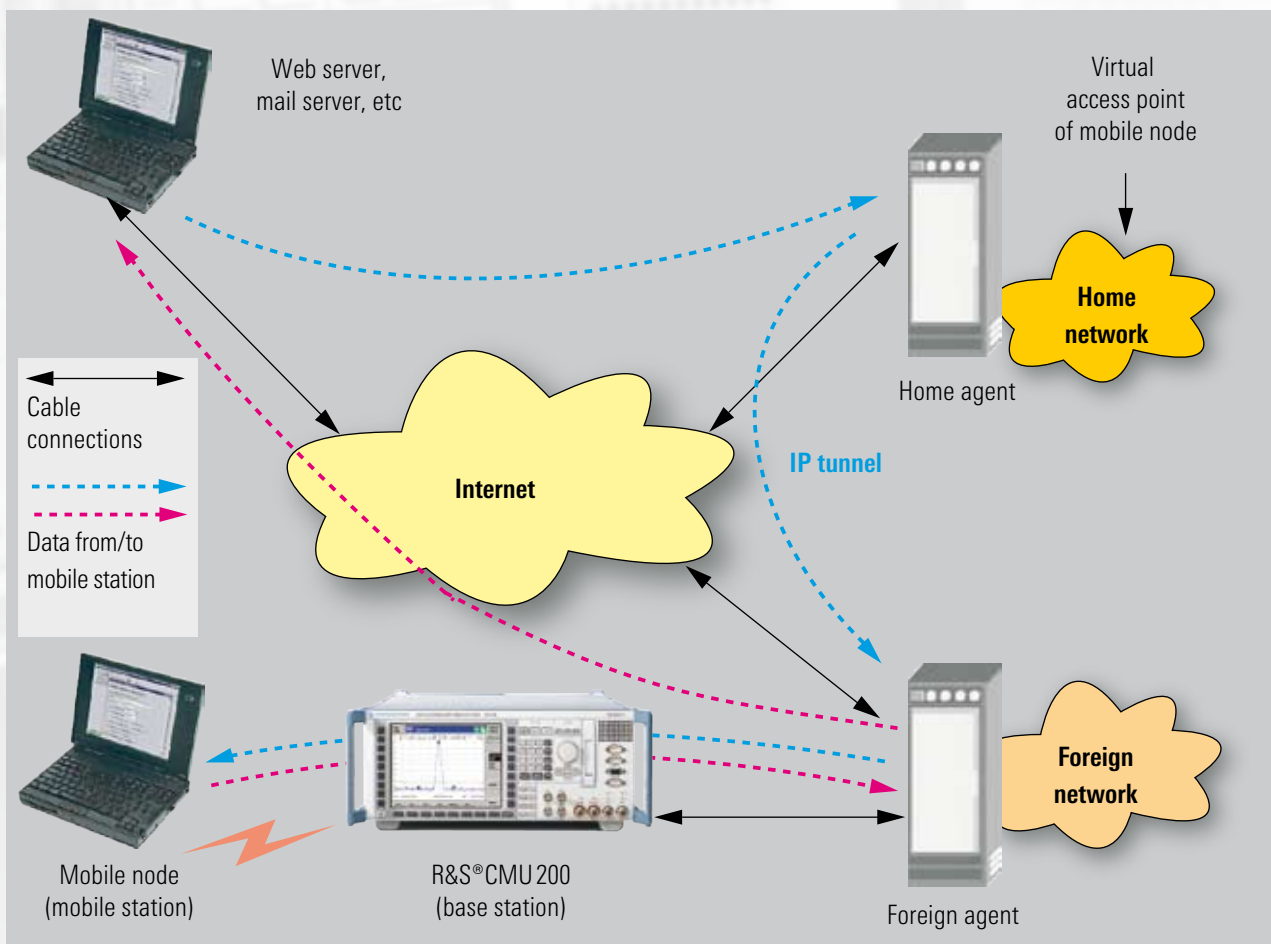 Web server,
mail server, etc
Virtual
access point
of mobile node
Home
network
Home agent
Cable
connections
Data from/to
mobile station
Internet
IP tunnel
Foreign
network
Foreign agent
Mobile node
(mobile station)
R&S®CMU 200
(base station)